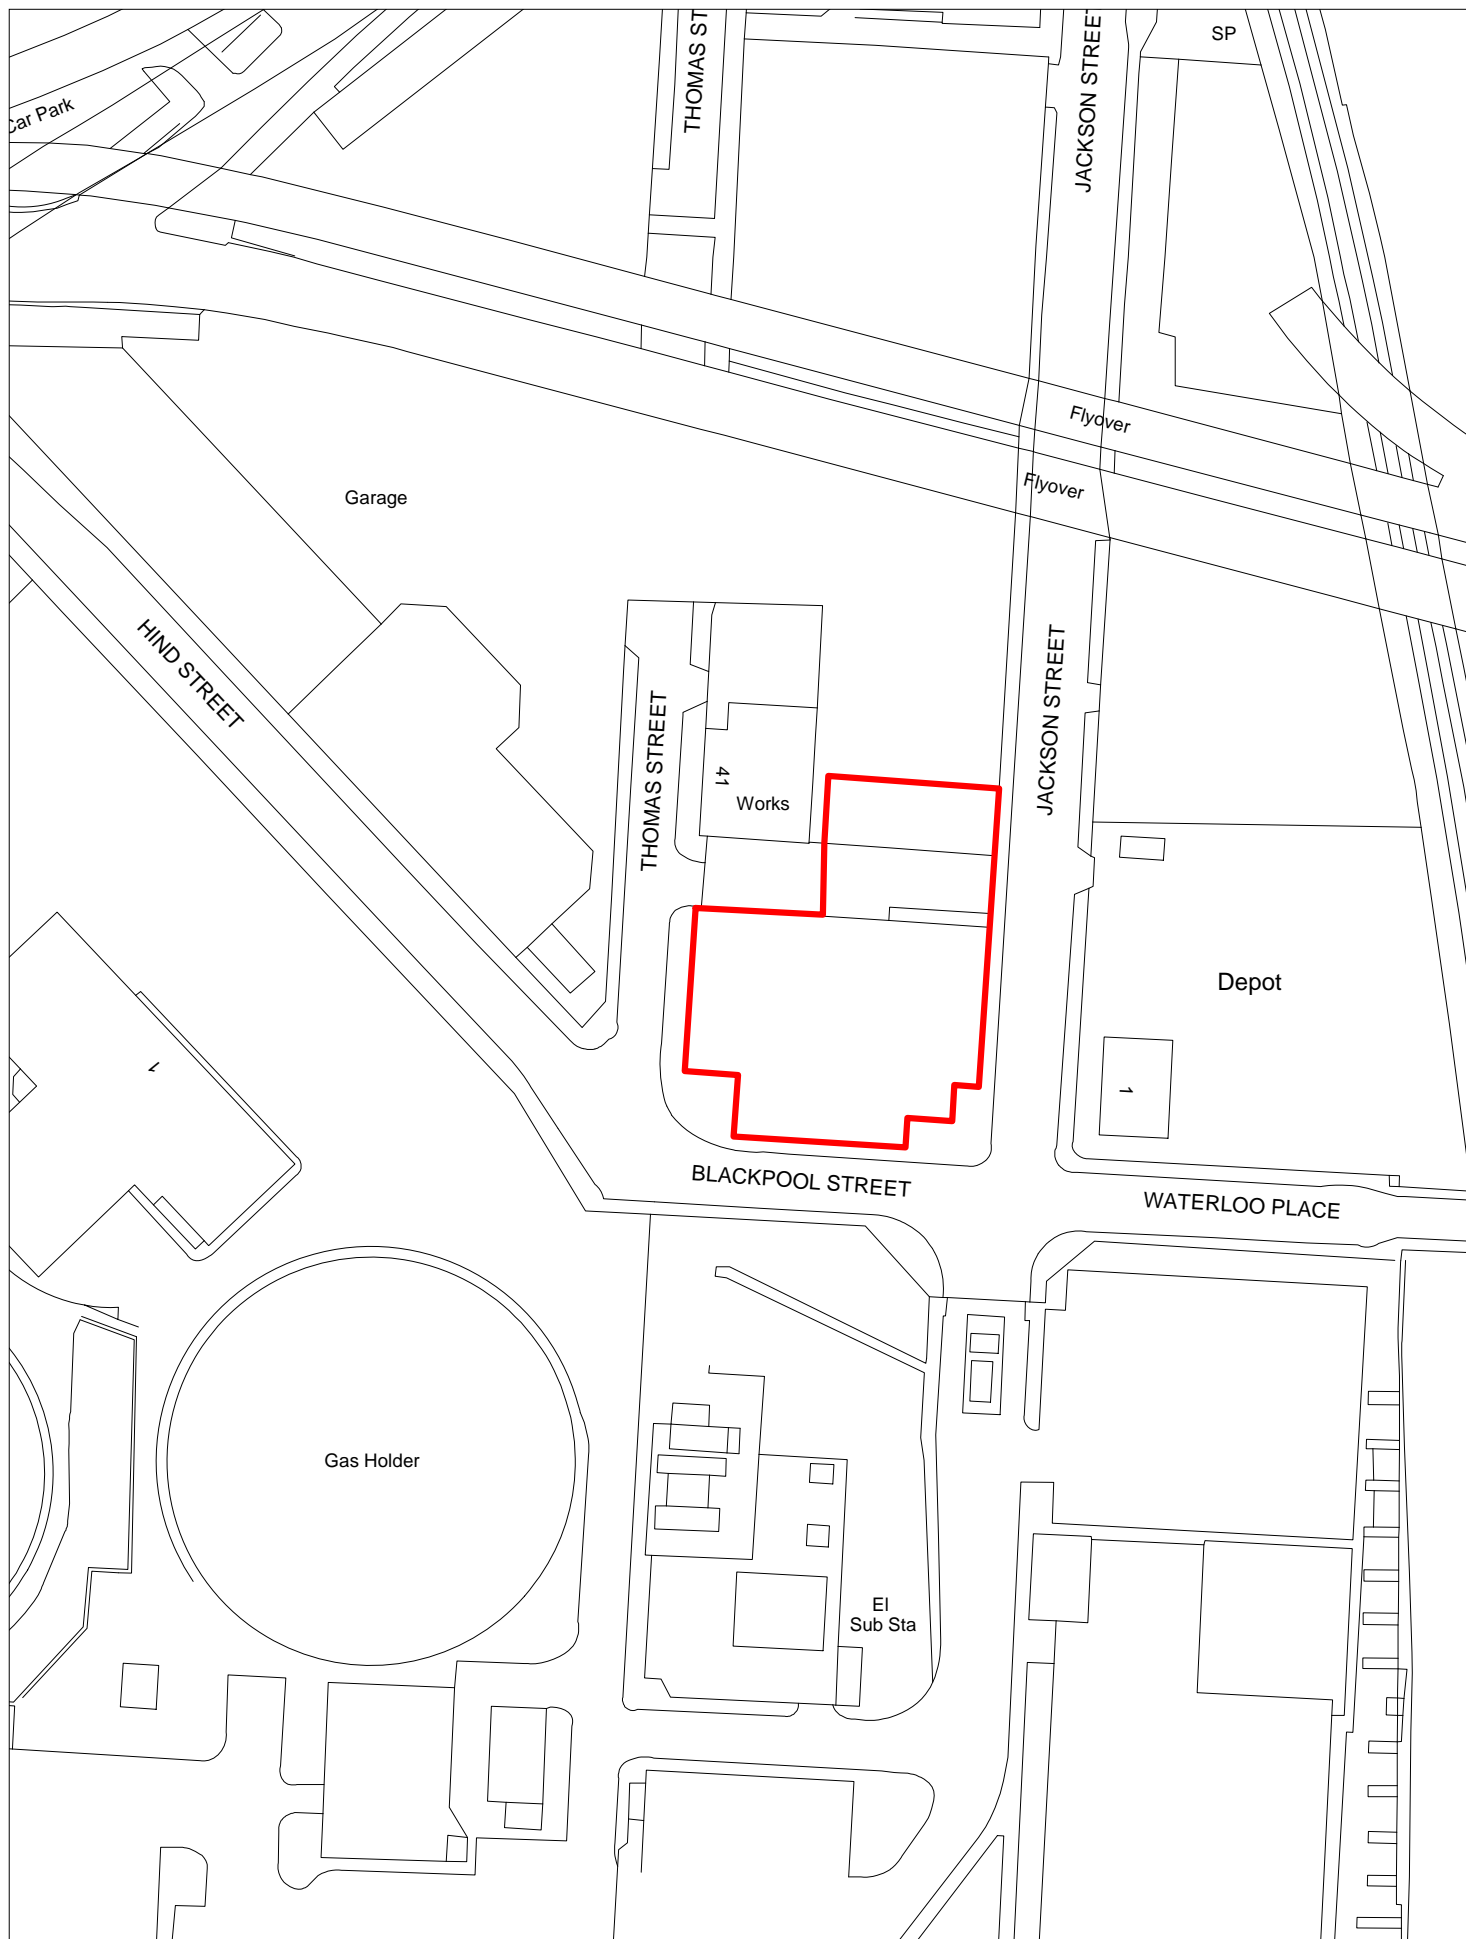 SP
THOMAS ST
JACKSON STREET
Car Park
Flyover
Flyover
Garage
HIND STREET
THOMAS STREET
JACKSON STREET
41
Works
Depot
1
1
BLACKPOOL STREET
WATERLOO PLACE
Gas Holder
El
Sub Sta